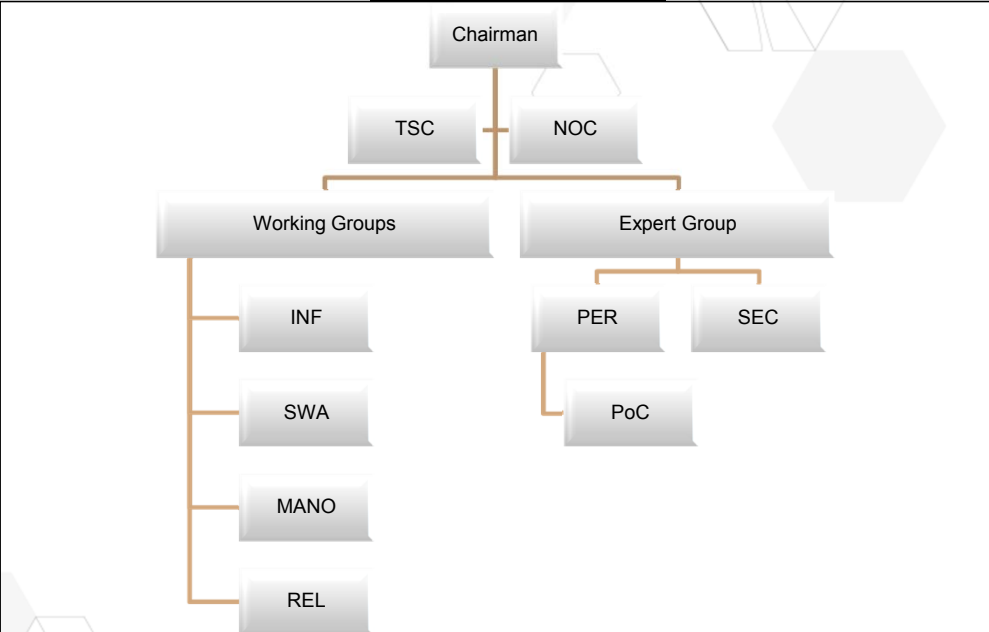 Chairman
TSC
NOC
Working Groups
Expert Group
INF
PER
SEC
SWA
PoC
MANO
REL